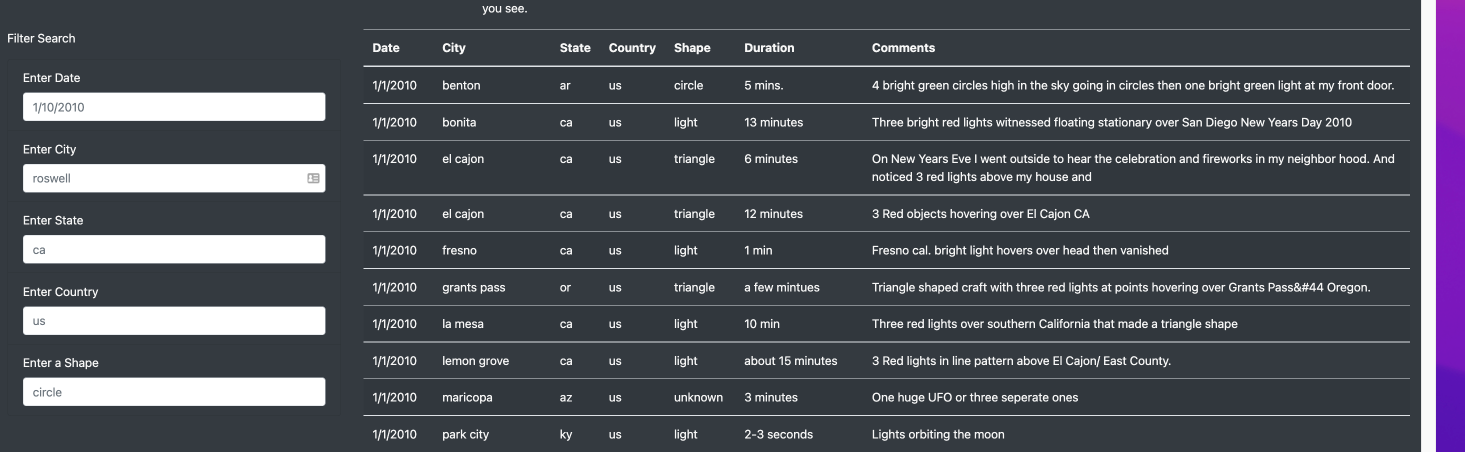 you see.
Filter Search
Enter Date
1/10/2010
Enter City
roswell
Enter State
ca
Enter Country
us
Enter a Shape
circle
Date City State Country Shape Duration Comments
1/1/2010 benton ar us circle 5 mins. 4 bright green circles high in the sky going in circles then one bright green light at my front door.
1/1/2010 bonita ca us light 13 minutes Three bright red lights witnessed floating stationary over San Diego New Years Day 2010
1/1/2010 el cajon ca us triangle 6 minutes On New Years Eve I went outside to hear the celebration and fireworks in my neighbor hood. And
noticed 3 red lights above my house and
1/1/2010 el cajon ca us triangle 12 minutes 3 Red objects hovering over El Cajon CA
1/1/2010 fresno ca us light 1 min Fresno cal. bright light hovers over head then vanished
1/1/2010 grants pass or us triangle a few mintues Triangle shaped craft with three red lights at points hovering over Grants Pass&#44 Oregon.
1/1/2010 la mesa ca us light 10 min Three red lights over southern California that made a triangle shape
1/1/2010 lemon grove ca us light about 15 minutes 3 Red lights in line pattern above El Cajon/ East County.
1/1/2010 maricopa az us unknown 3 minutes One huge UFO or three seperate ones
1/1/2010 park city ky us light 2-3 seconds Lights orbiting the moon